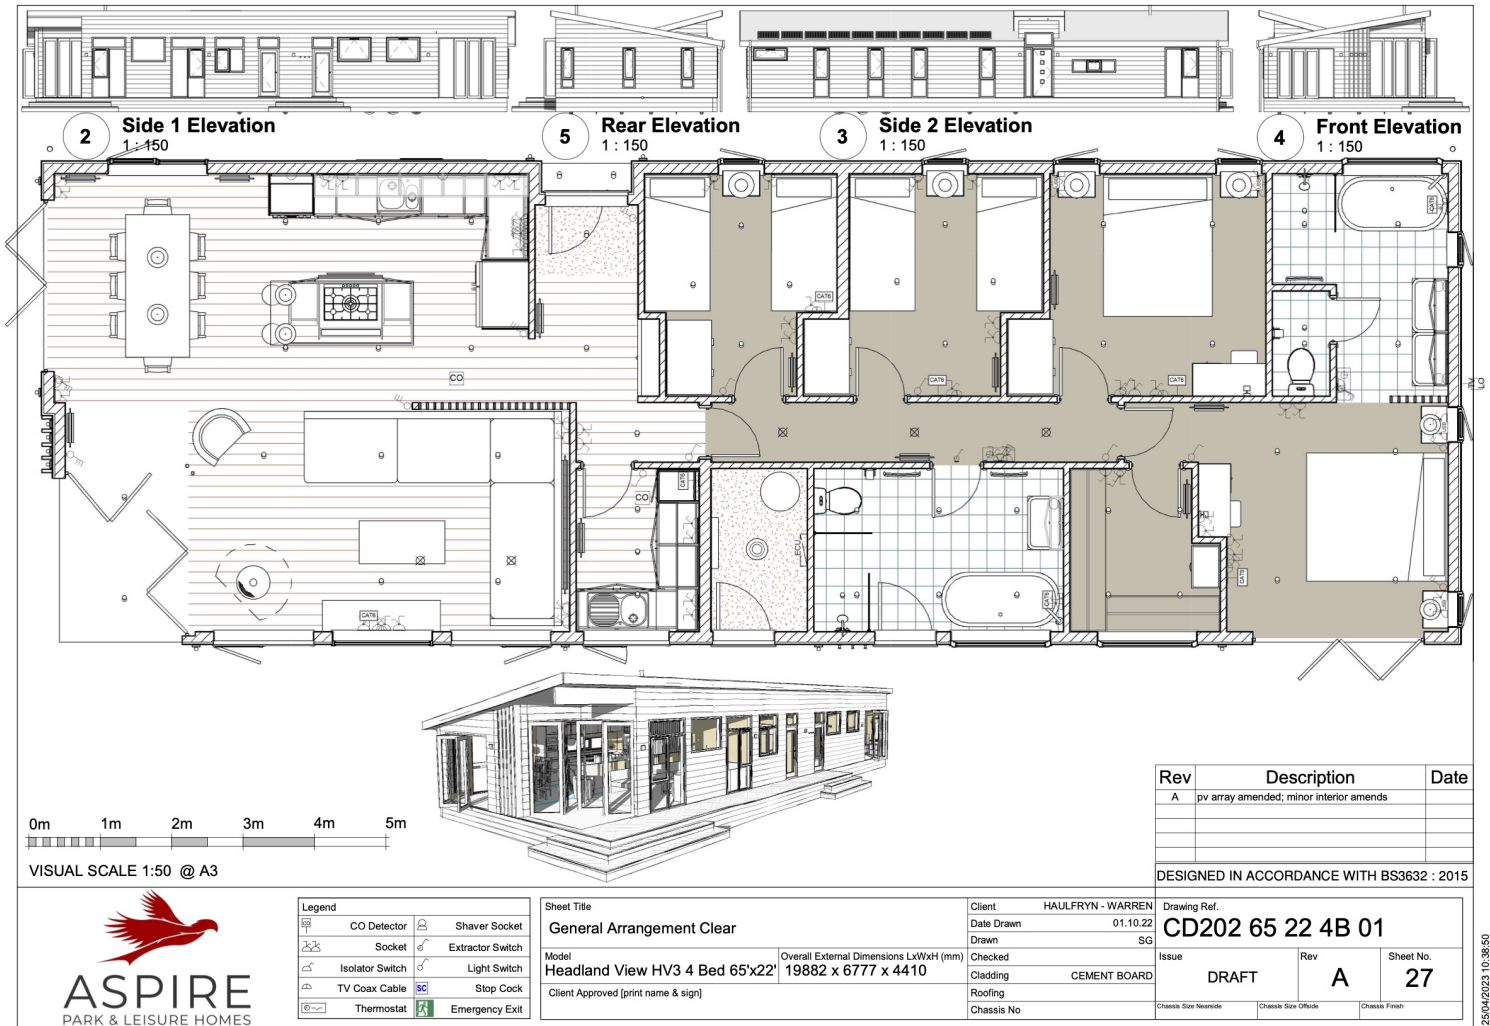 2
Side 1 Elevation
1 : 150
5
Rear Elevation
1 : 150
3
Side 2 Elevation
1 : 150
4
Front Elevation
1 : 150
CAT6
CAT6
CO
CAT6
CAT6
CAT6
CO
ECU
CAT6
CAT6
CAT6
0m 1m 2m 3m 4m 5m
VISUAL SCALE 1:50 @ A3
Rev Description Date
A pv array amended; minor interior amends
DESIGNED IN ACCORDANCE WITH BS3632 : 2015
ASPIRE
PARK & LEISURE HOMES
Legend
CO CO Detector Shaver Socket
Socket Extractor Switch
Isolator Switch Light Switch
TV Coax Cable SC Stop Cock
Thermostat Emergency Exit
Sheet Title
General Arrangement Clear
Model
Headland View HV3 4 Bed 65'x22'
Overall External Dimensions LxWxH (mm)
19882 x 6777 x 4410
Client Approved [print name & sign]
Client HAULFRYN - WARREN
Date Drawn 01.10.22
Drawn SG
Checked
Cladding CEMENT BOARD
Roofing
Chassis No
Drawing Ref.
CD202 65 22 4B 01
Issue
DRAFT
Rev
A
Sheet No.
27
Chassis Size Nearside
Chassis Size Offside
Chassis Finish
25/04/2023 10:38:50